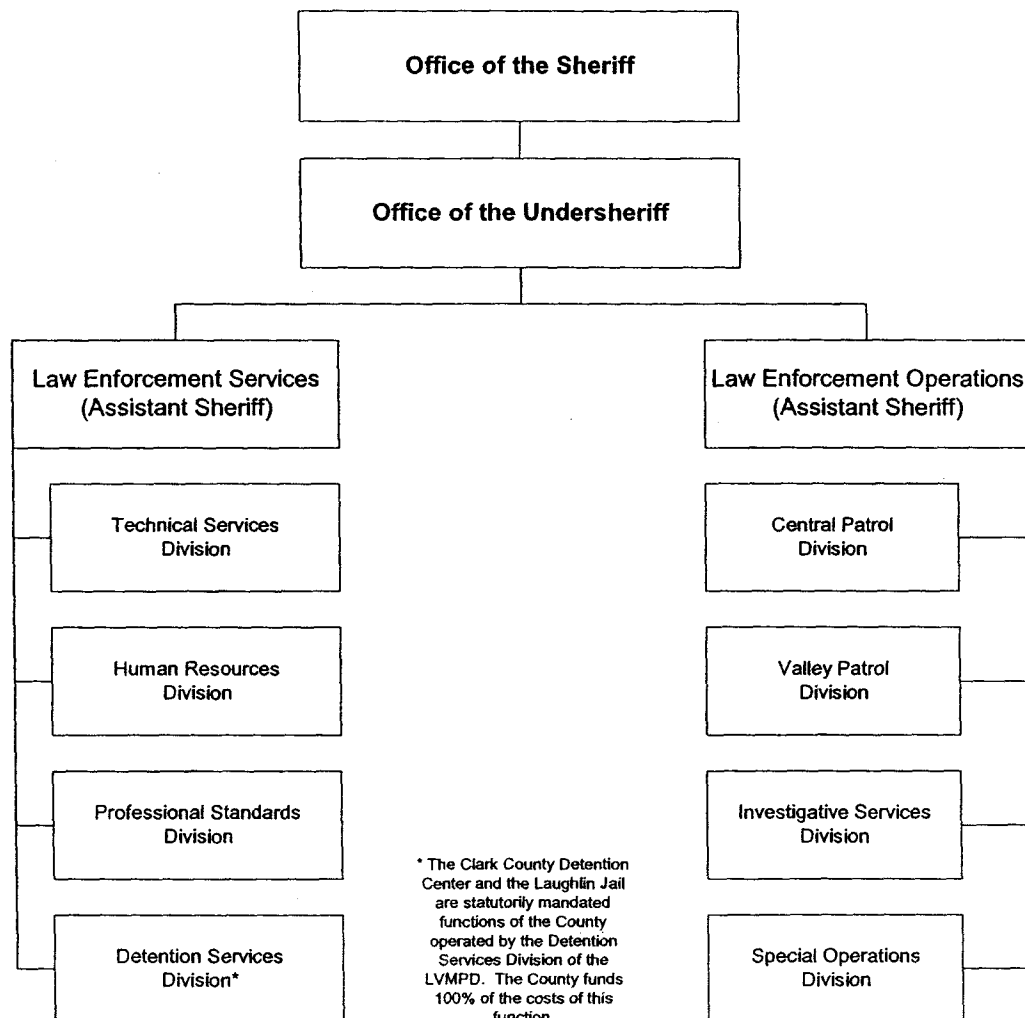 Office of the Sheriff
Office of the Undersheriff
Law Enforcement Services
(Assistant Sheriff)
Law Enforcement Operations
(Assistant Sheriff)
Technical Services
Division
Central Patrol
Division
Human Resources
Division
Valley Patrol
Division
Professional Standards
Division
Investigative Services
Division
* The Clark County Detention
Center and the Laughlin Jail
are statutorily mandated
functions of the County
operated by the Detention
Services Division of the
LVMPD. The County funds
100% of the costs of this
function
Detention Services
Division*
Special Operations
Division